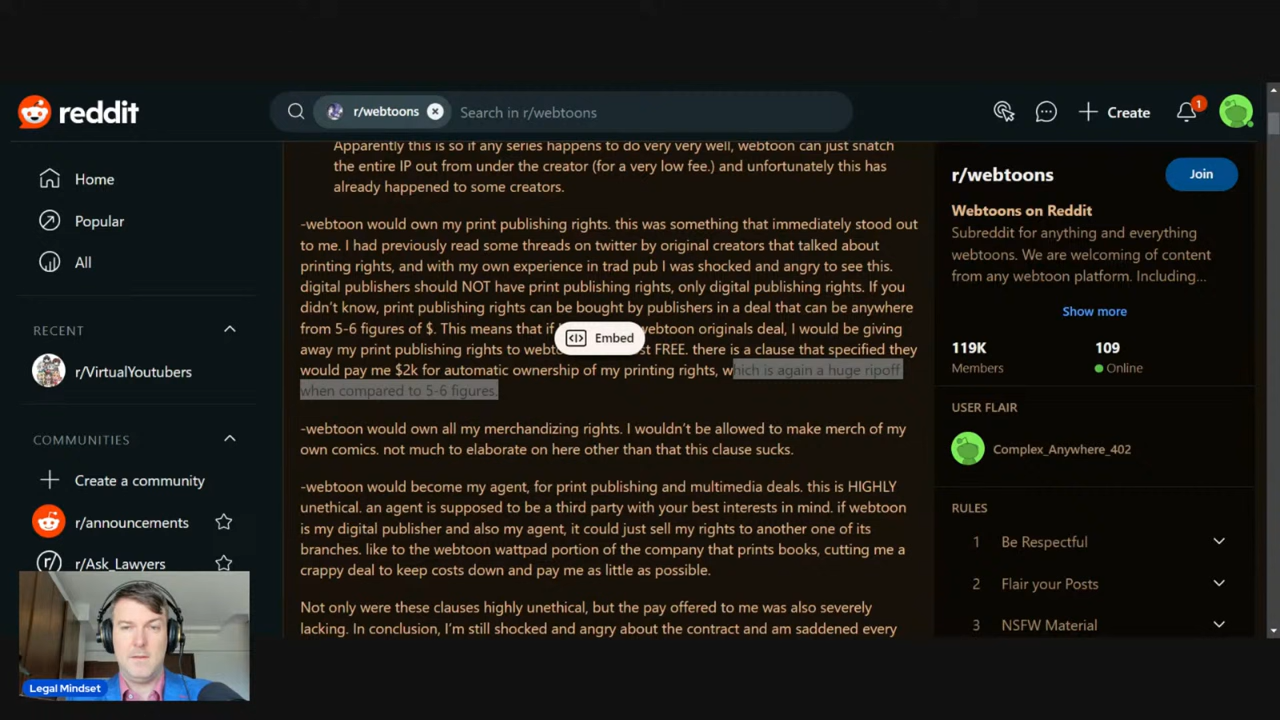 reddit
r/webtoons
Search in r/webtoons
Create
1
Home
Popular
All
RECENT
r/VirtualYoutubers
COMMUNITIES
Create a community
r/announcements
r/Ask_Lawyers
Legal Mindset
Apparently this is so if any series happens to do very very well, webtoon can just snatch
the entire IP out from under the creator (for a very low fee.) and unfortunately this has
already happened to some creators.
-webtoon would own my print publishing rights. this was something that immediately stood out
to me. I had previously read some threads on twitter by original creators that talked about
printing rights, and with my own experience in trad pub I was shocked and angry to see this.
digital publishers should NOT have print publishing rights, only digital publishing rights. If you
didn't know, print publishing rights can be bought by publishers in a deal that can be anywhere
from 5-6 figures of $. This means that if webtoon originals deal, I would be giving
away my print publishing rights to FREE. there is a clause that specified they
would pay me $2k for automatic ownership of my printing rights, which is again a huge ripoff
when compared to 5-6 figures.
Embed
-webtoon would own all my merchandizing rights. I wouldn't be allowed to make merch of my
own comics. not much to elaborate on here other than that this clause sucks.
-webtoon would become my agent, for print publishing and multimedia deals. this is HIGHLY
unethical. an agent is supposed to be a third party with your best interests in mind. if webtoon
is my digital publisher and also my agent, it could just sell my rights to another one of its
branches. like to the webtoon wattpad portion of the company that prints books, cutting me a
crappy deal to keep costs down and pay me as little as possible.
Not only were these clauses highly unethical, but the pay offered to me was also severely
lacking. In conclusion, I'm still shocked and angry about the contract and am saddened every
r/webtoons
Join
Webtoons on Reddit
Subreddit for anything and everything
webtoons. We are welcoming of content
from any webtoon platform. Including...
Show more
119K
Members
109
Online
USER FLAIR
Complex_Anywhere_402
RULES
1 Be Respectful
2 Flair your Posts
3 NSFW Material